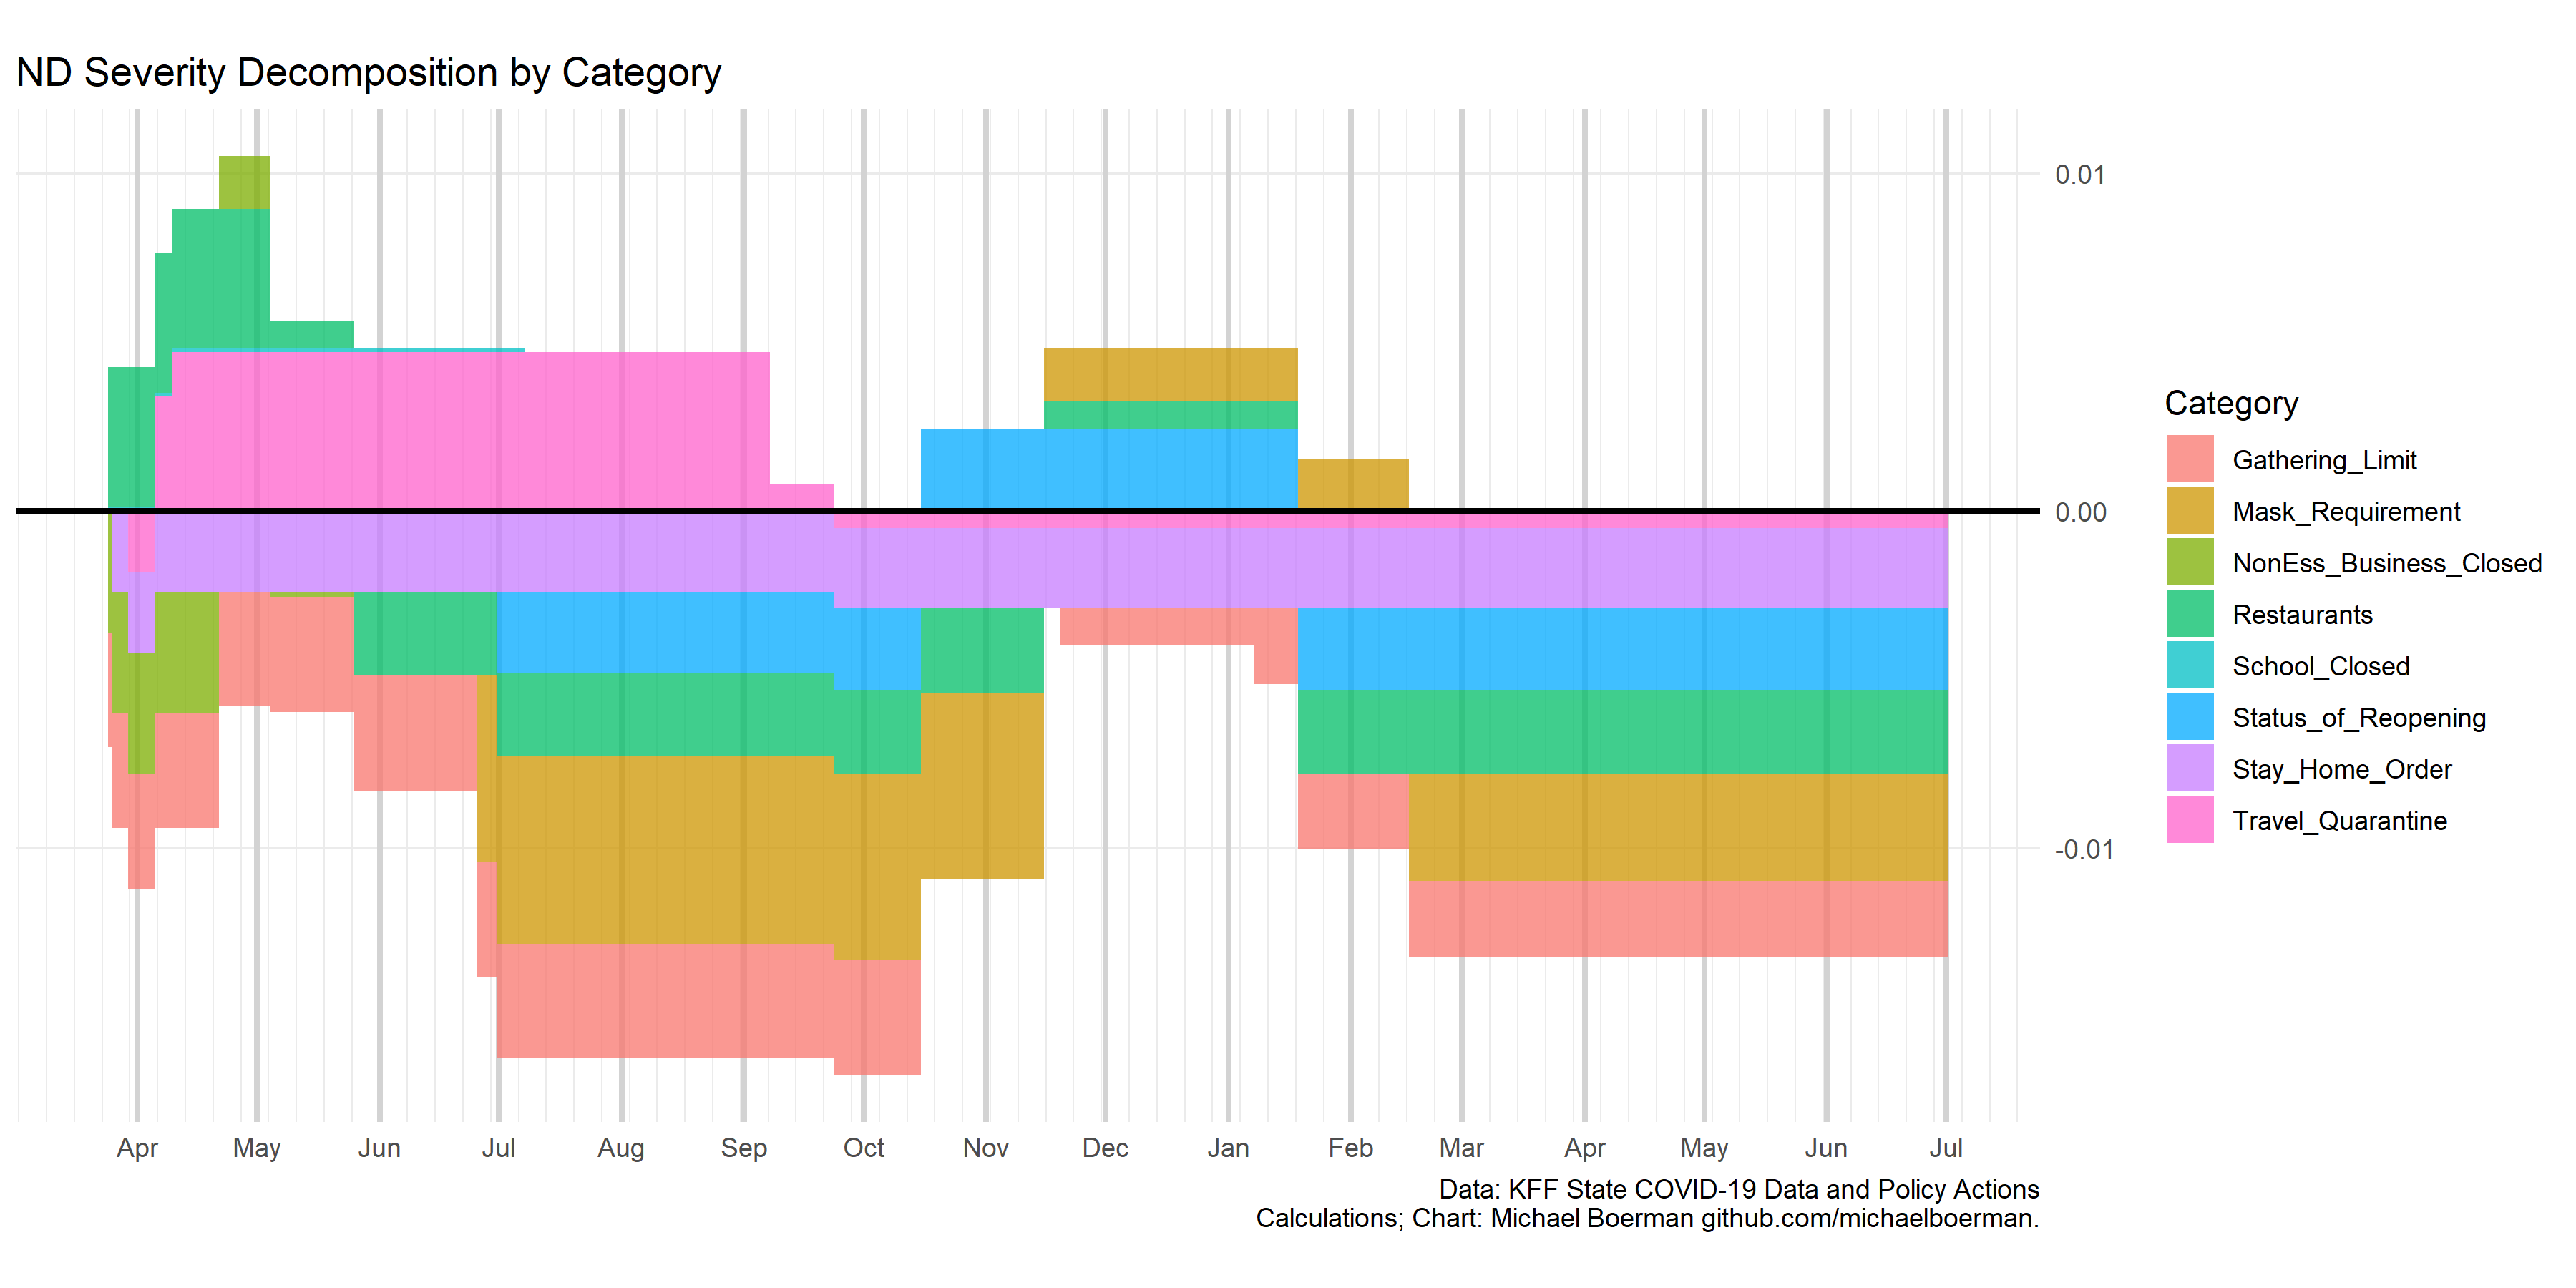 ND Severity Decomposition by Category
0.01
0.00
-0.01
Apr May Jun Jul Aug Sep Oct Nov Dec Jan Feb Mar Apr May Jun Jul
Category
Gathering_Limit
Mask_Requirement
NonEss_Business_Closed
Restaurants
School_Closed
Status_of_Reopening
Stay_Home_Order
Travel_Quarantine
Data: KFF State COVID-19 Data and Policy Actions
Calculations; Chart: Michael Boerman github.com/michaelboerman.